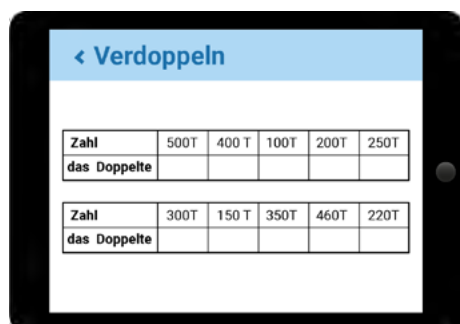 ‹ Verdoppeln
Zahl 500T 400 T 100T 200T 250T
das Doppelte
Zahl 300T 150 T 350T 460T 220T
das Doppelte